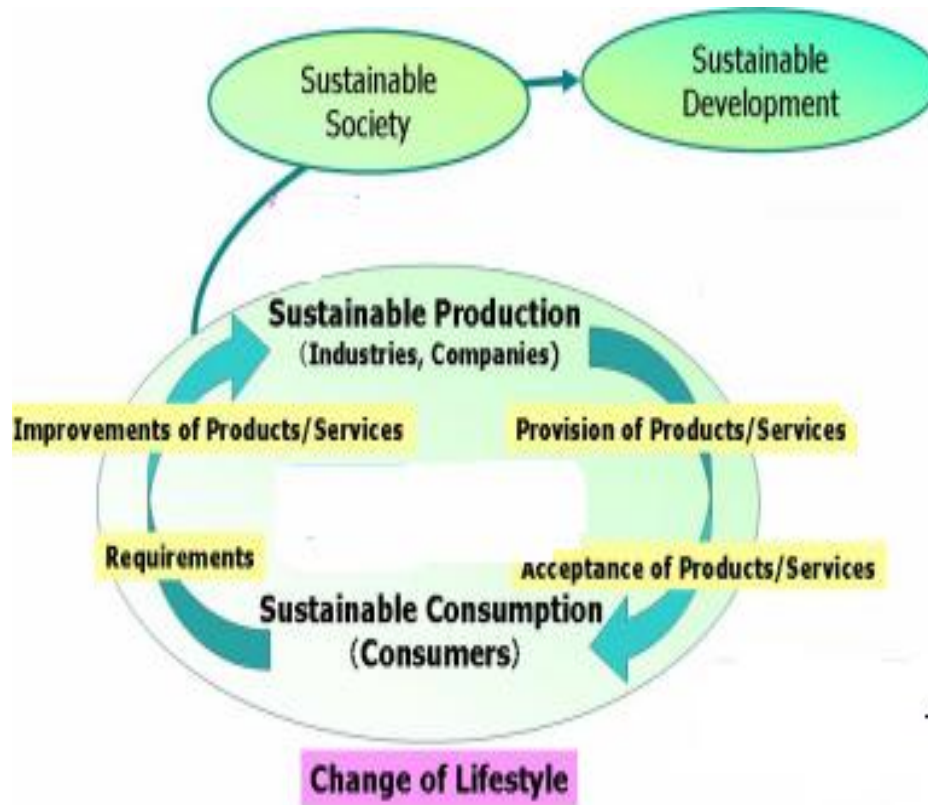 Sustainable
Society
Sustainable
Development
Sustainable Production
(Industries, Companies)
Improvements of Products/Services
Provision of Products/Services
Requirements
Acceptance of Products/Services
Sustainable Consumption
(Consumers)
Change of Lifestyle